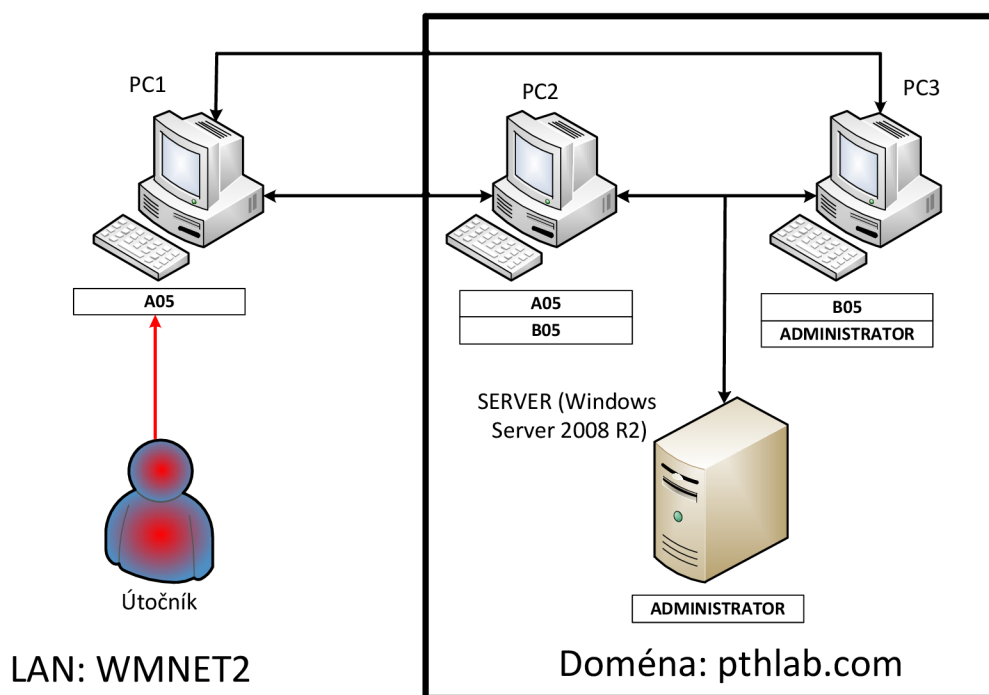 PC1
PC2
PC3
A05
A05
B05
B05
ADMINISTRATOR
SERVER (Windows
Server 2008 R2)
Útočník
ADMINISTRATOR
LAN: WMNET2
Doména: pthlab.com